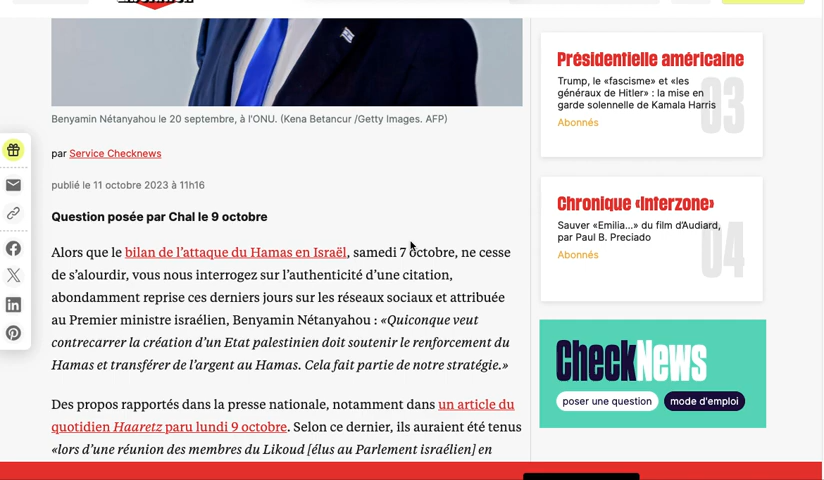 Benyamin Nétanyahou le 20 septembre, à l'ONU. (Kena Betancur /Getty Images. AFP)
par Service Checknews
publié le 11 octobre 2023 à 11h16
Question posée par Chal le 9 octobre
Alors que le bilan de l'attaque du Hamas en Israël, samedi 7 octobre, ne cesse
de s'alourdir, vous nous interrogez sur l'authenticité d'une citation,
abondamment reprise ces derniers jours sur les réseaux sociaux et attribuée
au Premier ministre israélien, Benyamin Nétanyahou : «Quiconque veut
contrecarrer la création d'un Etat palestinien doit soutenir le renforcement du
Hamas et transférer de l'argent au Hamas. Cela fait partie de notre stratégie.»
Des propos rapportés dans la presse nationale, notamment dans un article du
quotidien Haaretz paru lundi 9 octobre. Selon ce dernier, ils auraient été tenus
«lors d'une réunion des membres du Likoud [élus au Parlement israélien] en
Présidentielle américaine
Trump, le «fascisme» et «les
généraux de Hitler» : la mise en
garde solennelle de Kamala Harris
Abonnés
03
Chronique «Interzone»
Sauver «Emilia...» du film d'Audiard,
par Paul B. Preciado
Abonnés
04
CheckNews
poser une question
mode d'emploi